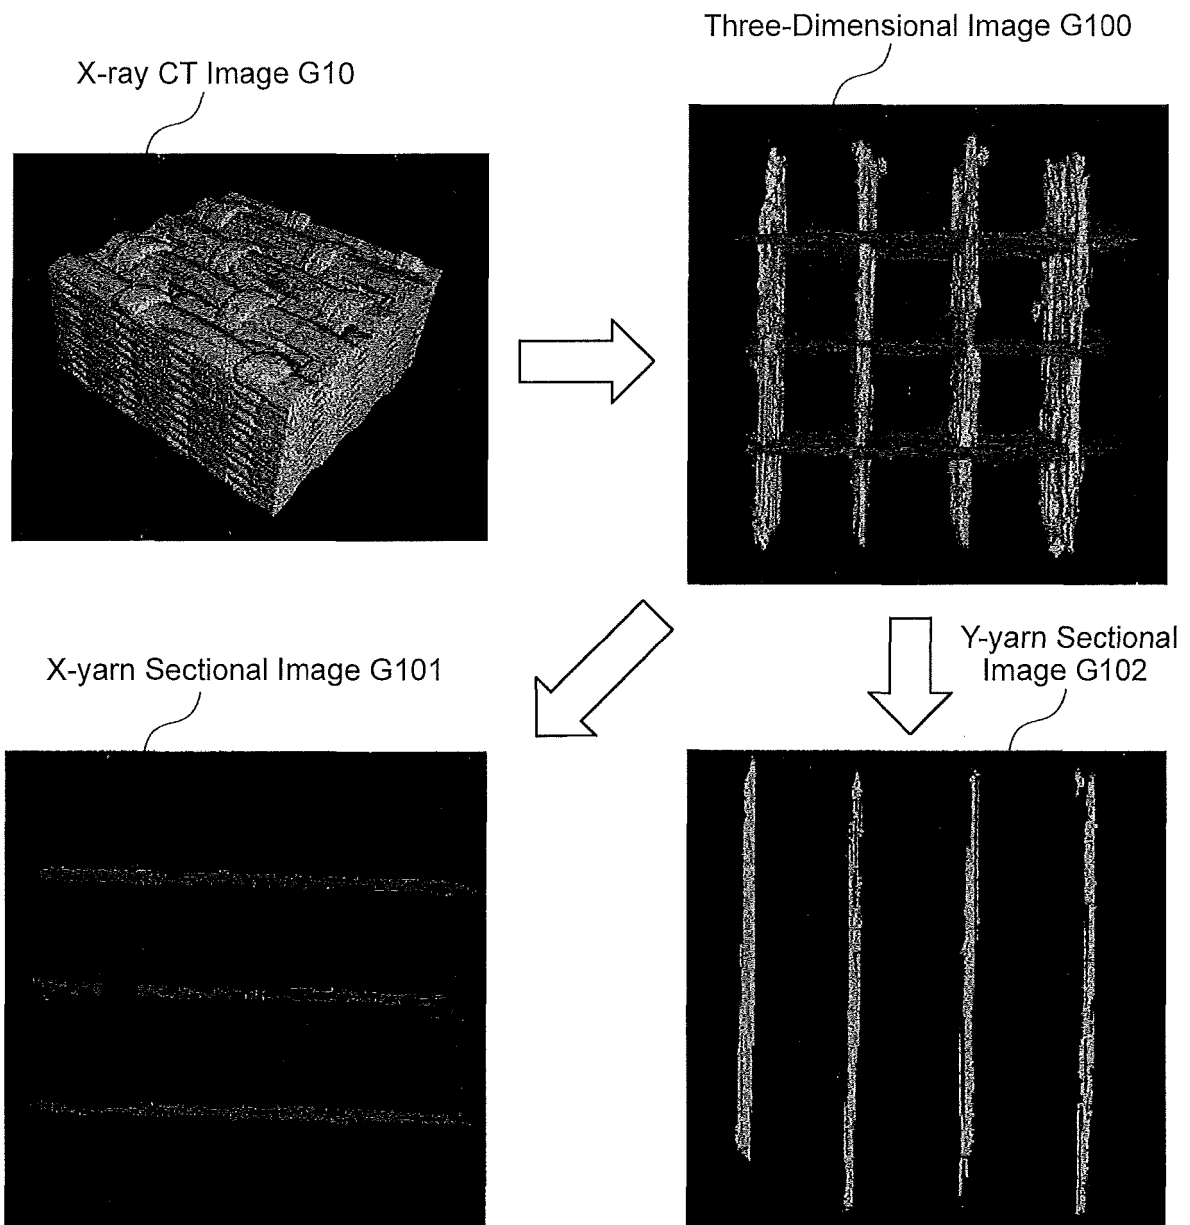 Three-Dimensional Image G100
X-ray CT Image G10
X-yarn Sectional Image G101
Y-yarn Sectional
Image G102